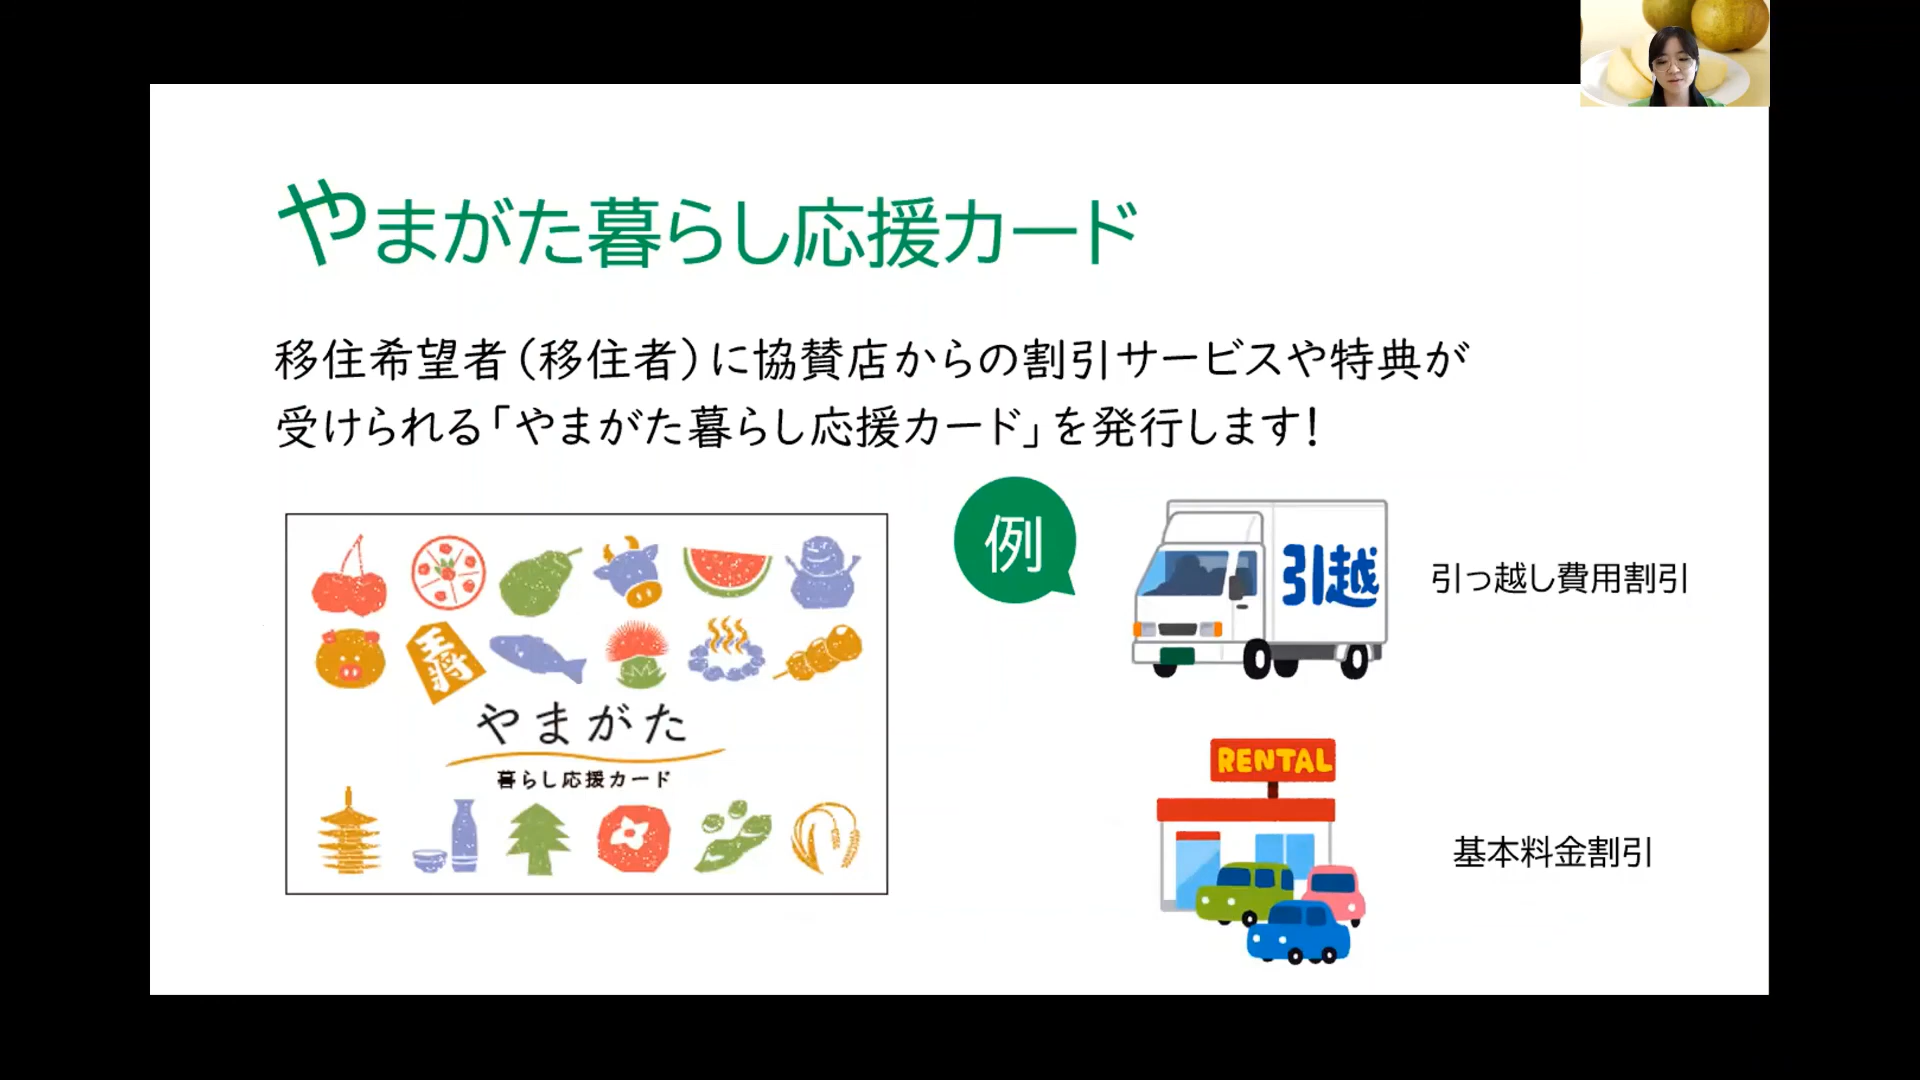 やまがた暮らし応援カード
移住希望者（移住者）に協賛店からの割引サービスや特典が
受けられる「やまがた暮らし応援カード」を発行します！
例
引越
引っ越し費用割引
王将
やまがた
暮らし応援カード
RENTAL
基本料金割引